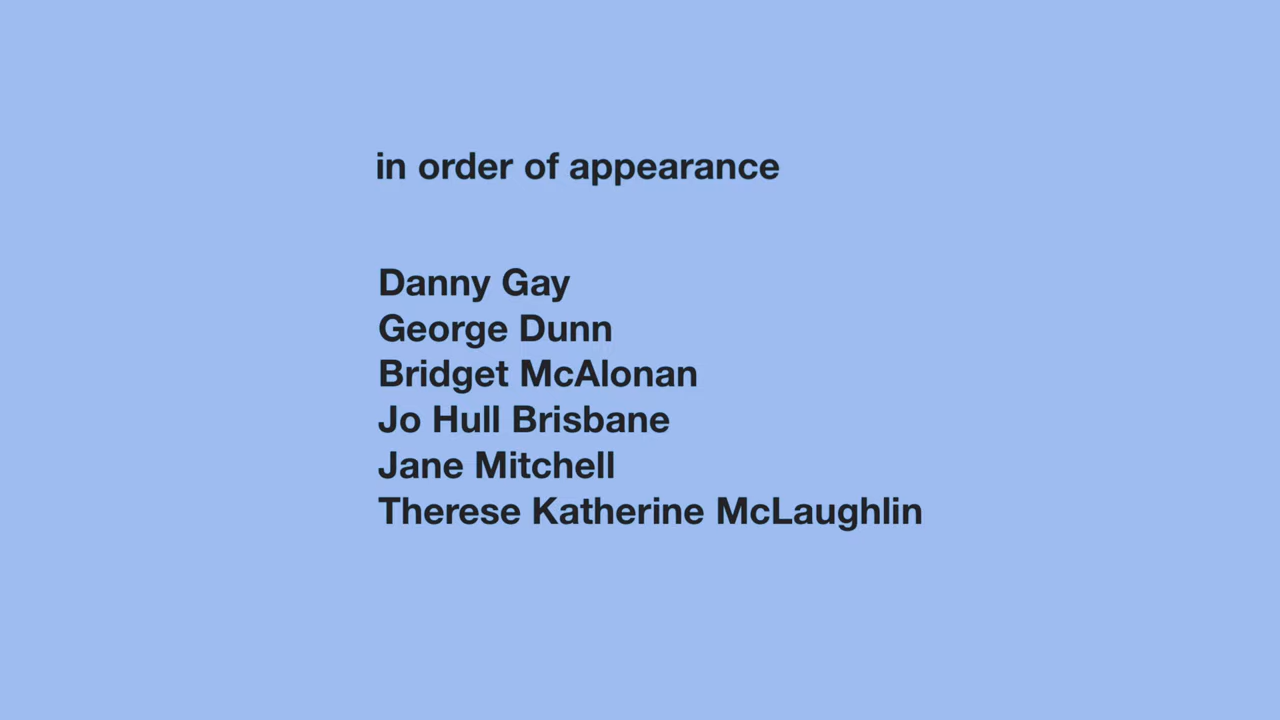 in order of appearance
Danny Gay
George Dunn
Bridget McAlonan
Jo Hull Brisbane
Jane Mitchell
Therese Katherine McLaughlin